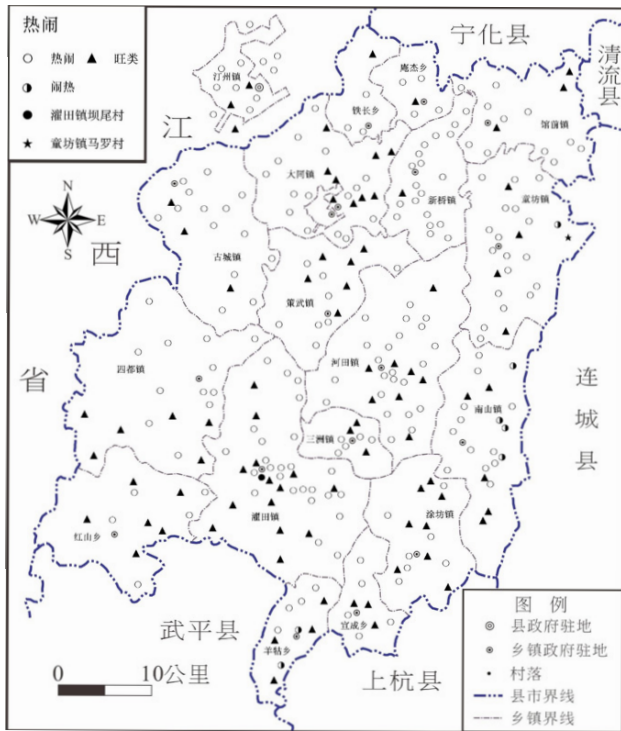 热闹
热闹 旺类
闹热
濯田镇坝尾村
童坊镇马罗村
宁化县
清流县
江
西
省
连城县
武平县
上杭县
N
W E
S
汀州镇
庵杰乡
铁长乡
馆前镇
大同镇
新桥镇
童坊镇
古城镇
策武镇
四都镇
河田镇
南山镇
三洲镇
濯田镇
涂坊镇
红山乡
宣成乡
羊牯乡
0 10公里
图 例
县政府驻地
乡镇政府驻地
村落
县市界线
乡镇界线